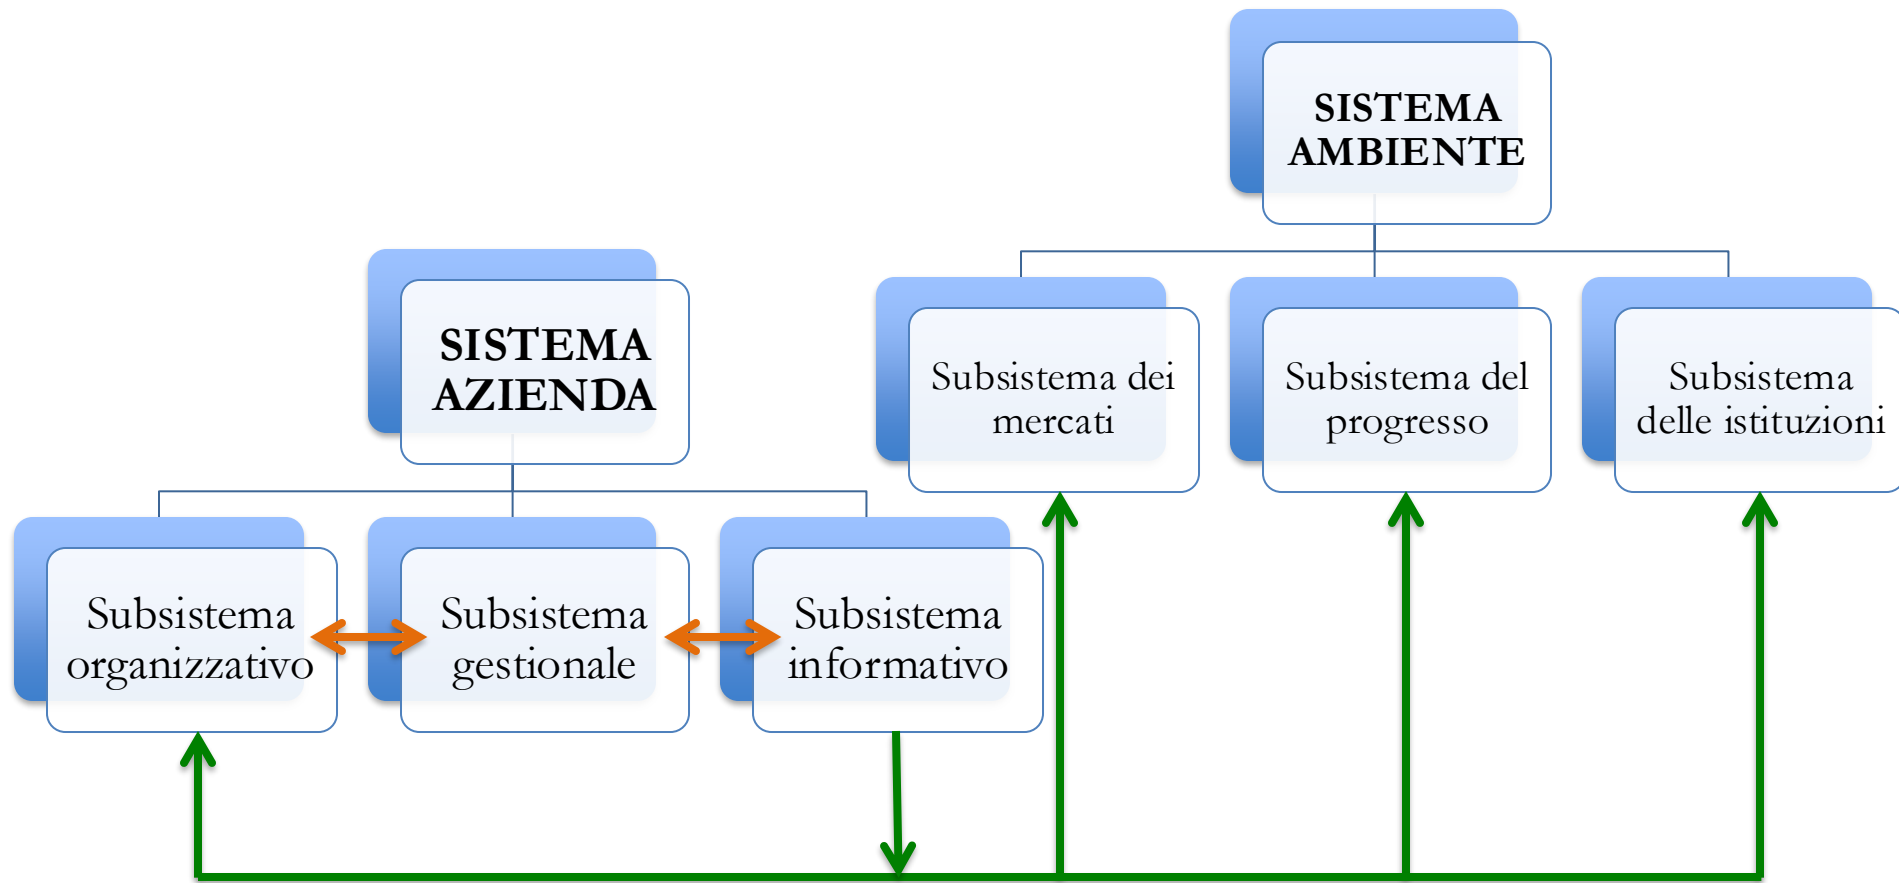 SISTEMA
AMBIENTE
SISTEMA
AZIENDA
Subsistema dei
mercati
Subsistema del
progresso
Subsistema
delle istituzioni
Subsistema
organizzativo
Subsistema
gestionale
Subsistema
informativo